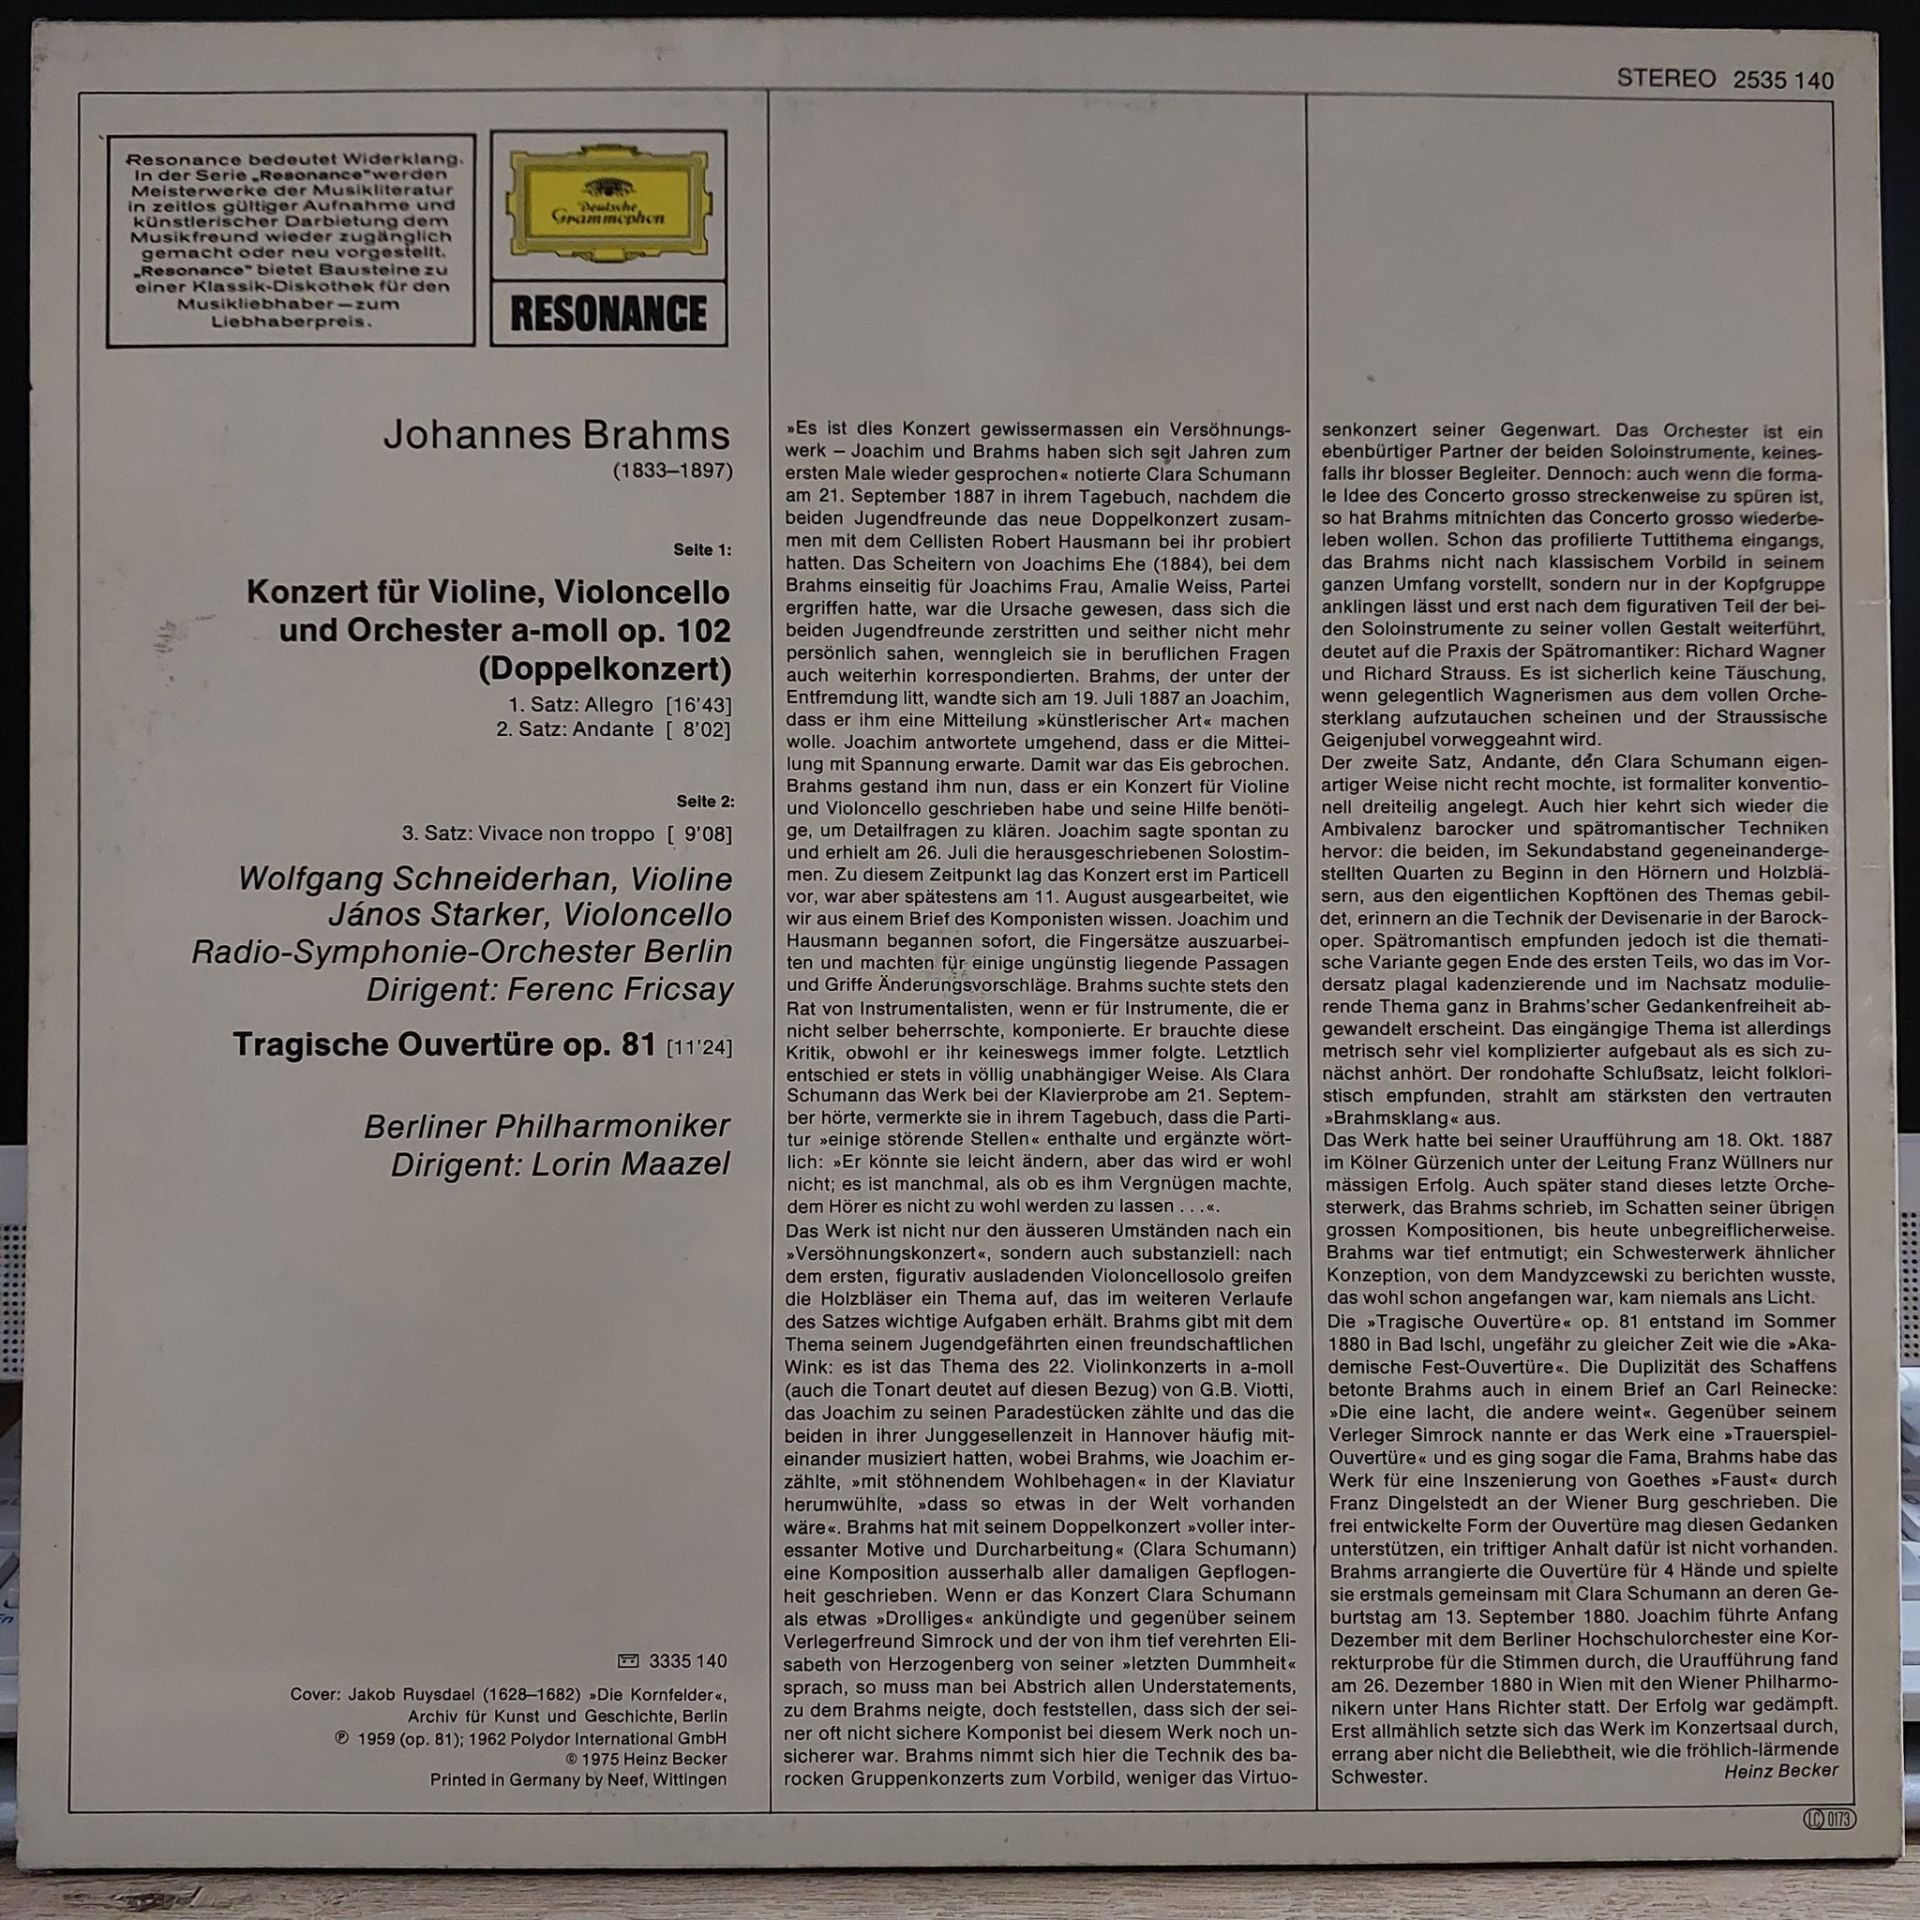 STEREO 2535 140
Resonance bedeutet Widerklang.
In der Serie „Resonance" werden
Meisterwerke der Musikliteratur
in zeitlos gültiger Aufnahme und
künstlerischer Darbietung dem
Musikfreund wieder zugänglich
gemacht oder neu vorgestellt.
„Resonance" bietet Bausteine zu
einer Klassik-Diskothek für den
Musikliebhaber — zum
Liebhaberpreis.
Deutsche
Grammophon
RESONANCE
Johannes Brahms
(1833–1897)
Seite 1:
Konzert für Violine, Violoncello
und Orchester a-moll op. 102
(Doppelkonzert)
1. Satz: Allegro [16'43]
2. Satz: Andante [ 8'02]
Seite 2:
3. Satz: Vivace non troppo [ 9'08]
Wolfgang Schneiderhan, Violine
János Starker, Violoncello
Radio-Symphonie-Orchester Berlin
Dirigent: Ferenc Fricsay
Tragische Ouvertüre op. 81 [11'24]
Berliner Philharmoniker
Dirigent: Lorin Maazel
3335 140
Cover: Jakob Ruysdael (1628–1682) »Die Kornfelder«,
Archiv für Kunst und Geschichte, Berlin
℗ 1959 (op. 81); 1962 Polydor International GmbH
© 1975 Heinz Becker
Printed in Germany by Neef, Wittingen
»Es ist dies Konzert gewissermassen ein Versöhnungs-
werk – Joachim und Brahms haben sich seit Jahren zum
ersten Male wieder gesprochen« notierte Clara Schumann
am 21. September 1887 in ihrem Tagebuch, nachdem die
beiden Jugendfreunde das neue Doppelkonzert zusam-
men mit dem Cellisten Robert Hausmann bei ihr probiert
hatten. Das Scheitern von Joachims Ehe (1884), bei dem
Brahms einseitig für Joachims Frau, Amalie Weiss, Partei
ergriffen hatte, war die Ursache gewesen, dass sich die
beiden Jugendfreunde zerstritten und seither nicht mehr
persönlich sahen, wenngleich sie in beruflichen Fragen
auch weiterhin korrespondierten. Brahms, der unter der
Entfremdung litt, wandte sich am 19. Juli 1887 an Joachim,
dass er ihm eine Mitteilung »künstlerischer Art« machen
wolle. Joachim antwortete umgehend, dass er die Mittei-
lung mit Spannung erwarte. Damit war das Eis gebrochen.
Brahms gestand ihm nun, dass er ein Konzert für Violine
und Violoncello geschrieben habe und seine Hilfe benöti-
ge, um Detailfragen zu klären. Joachim sagte spontan zu
und erhielt am 26. Juli die herausgeschriebenen Solostim-
men. Zu diesem Zeitpunkt lag das Konzert erst im Particell
vor, war aber spätestens am 11. August ausgearbeitet, wie
wir aus einem Brief des Komponisten wissen. Joachim und
Hausmann begannen sofort, die Fingersätze auszuarbei-
ten und machten für einige ungünstig liegende Passagen
und Griffe Änderungsvorschläge. Brahms suchte stets den
Rat von Instrumentalisten, wenn er für Instrumente, die er
nicht selber beherrschte, komponierte. Er brauchte diese
Kritik, obwohl er ihr keineswegs immer folgte. Letztlich
entschied er stets in völlig unabhängiger Weise. Als Clara
Schumann das Werk bei der Klavierprobe am 21. Septem-
ber hörte, vermerkte sie in ihrem Tagebuch, dass die Parti-
tur »einige störende Stellen« enthalte und ergänzte wört-
lich: »Er könnte sie leicht ändern, aber das wird er wohl
nicht; es ist manchmal, als ob es ihm Vergnügen machte,
dem Hörer es nicht zu wohl werden zu lassen . . .«.
Das Werk ist nicht nur den äusseren Umständen nach ein
»Versöhnungskonzert«, sondern auch substanziell: nach
dem ersten, figurativ ausladenden Violoncellosolo greifen
die Holzbläser ein Thema auf, das im weiteren Verlaufe
des Satzes wichtige Aufgaben erhält. Brahms gibt mit dem
Thema seinem Jugendgefährten einen freundschaftlichen
Wink: es ist das Thema des 22. Violinkonzerts in a-moll
(auch die Tonart deutet auf diesen Bezug) von G.B. Viotti,
das Joachim zu seinen Paradestücken zählte und das die
beiden in ihrer Junggesellenzeit in Hannover häufig mit-
einander musiziert hatten, wobei Brahms, wie Joachim er-
zählte, »mit stöhnendem Wohlbehagen« in der Klaviatur
herumwühlte, »dass so etwas in der Welt vorhanden
wäre«. Brahms hat mit seinem Doppelkonzert »voller inter-
essanter Motive und Durcharbeitung« (Clara Schumann)
eine Komposition ausserhalb aller damaligen Gepflogen-
heit geschrieben. Wenn er das Konzert Clara Schumann
als etwas »Drolliges« ankündigte und gegenüber seinem
Verlegerfreund Simrock und der von ihm tief verehrten Eli-
sabeth von Herzogenberg von seiner »letzten Dummheit«
sprach, so muss man bei Abstrich allen Understatements,
zu dem Brahms neigte, doch feststellen, dass sich der sei-
ner oft nicht sichere Komponist bei diesem Werk noch un-
sicherer war. Brahms nimmt sich hier die Technik des ba-
rocken Gruppenkonzerts zum Vorbild, weniger das Virtuo-
senkonzert seiner Gegenwart. Das Orchester ist ein
ebenbürtiger Partner der beiden Soloinstrumente, keines-
falls ihr blosser Begleiter. Dennoch: auch wenn die forma-
le Idee des Concerto grosso streckenweise zu spüren ist,
so hat Brahms mitnichten das Concerto grosso wiederbe-
leben wollen. Schon das profilierte Tuttithema eingangs,
das Brahms nicht nach klassischem Vorbild in seinem
ganzen Umfang vorstellt, sondern nur in der Kopfgruppe
anklingen lässt und erst nach dem figurativen Teil der bei-
den Soloinstrumente zu seiner vollen Gestalt weiterführt,
deutet auf die Praxis der Spätromantiker: Richard Wagner
und Richard Strauss. Es ist sicherlich keine Täuschung,
wenn gelegentlich Wagnerismen aus dem vollen Orche-
sterklang aufzutauchen scheinen und der Straussische
Geigenjubel vorweggeahnt wird.
Der zweite Satz, Andante, den Clara Schumann eigen-
artiger Weise nicht recht mochte, ist formaliter konventio-
nell dreiteilig angelegt. Auch hier kehrt sich wieder die
Ambivalenz barocker und spätromantischer Techniken
hervor: die beiden, im Sekundabstand gegeneinanderge-
stellten Quarten zu Beginn in den Hörnern und Holzblä-
sern, aus den eigentlichen Kopftönen des Themas gebil-
det, erinnern an die Technik der Devisenarie in der Barock-
oper. Spätromantisch empfunden jedoch ist die themati-
sche Variante gegen Ende des ersten Teils, wo das im Vor-
dersatz plagal kadenzierende und im Nachsatz modulie-
rende Thema ganz in Brahms'scher Gedankenfreiheit ab-
gewandelt erscheint. Das eingängige Thema ist allerdings
metrisch sehr viel komplizierter aufgebaut als es sich zu-
nächst anhört. Der rondohafte Schlußsatz, leicht folklori-
stisch empfunden, strahlt am stärksten den vertrauten
»Brahmsklang« aus.
Das Werk hatte bei seiner Uraufführung am 18. Okt. 1887
im Kölner Gürzenich unter der Leitung Franz Wüllners nur
mässigen Erfolg. Auch später stand dieses letzte Orche-
sterwerk, das Brahms schrieb, im Schatten seiner übrigen
grossen Kompositionen, bis heute unbegreiflicherweise.
Brahms war tief entmutigt; ein Schwesterwerk ähnlicher
Konzeption, von dem Mandyzcewski zu berichten wusste,
das wohl schon angefangen war, kam niemals ans Licht.
Die »Tragische Ouvertüre« op. 81 entstand im Sommer
1880 in Bad Ischl, ungefähr zu gleicher Zeit wie die »Aka-
demische Fest-Ouvertüre«. Die Duplizität des Schaffens
betonte Brahms auch in einem Brief an Carl Reinecke:
»Die eine lacht, die andere weint«. Gegenüber seinem
Verleger Simrock nannte er das Werk eine »Trauerspiel-
Ouvertüre« und es ging sogar die Fama, Brahms habe das
Werk für eine Inszenierung von Goethes »Faust« durch
Franz Dingelstedt an der Wiener Burg geschrieben. Die
frei entwickelte Form der Ouvertüre mag diesen Gedanken
unterstützen, ein triftiger Anhalt dafür ist nicht vorhanden.
Brahms arrangierte die Ouvertüre für 4 Hände und spielte
sie erstmals gemeinsam mit Clara Schumann an deren Ge-
burtstag am 13. September 1880. Joachim führte Anfang
Dezember mit dem Berliner Hochschulorchester eine Kor-
rekturprobe für die Stimmen durch, die Uraufführung fand
am 26. Dezember 1880 in Wien mit den Wiener Philharmo-
nikern unter Hans Richter statt. Der Erfolg war gedämpft.
Erst allmählich setzte sich das Werk im Konzertsaal durch,
errang aber nicht die Beliebtheit, wie die fröhlich-lärmende
Schwester. Heinz Becker
LC 0173